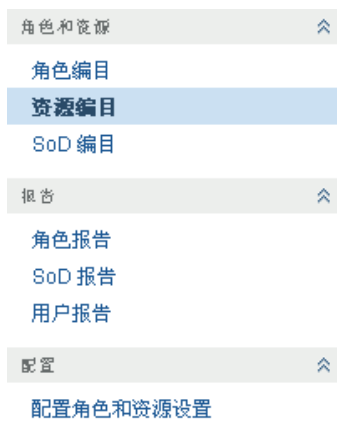 角色和资源
角色编目
资源编目
SoD 编目
报告
角色报告
SoD 报告
用户报告
配置
配置角色和资源设置